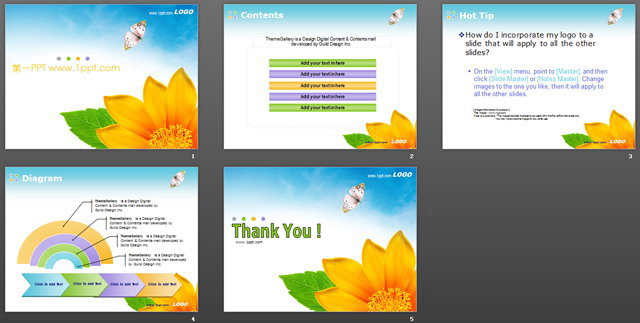 www.1ppt.com LOGO
第一PPT www.1ppt.com
1
Contents
ThemeGallery is a Design Digital Content & Contents mall
developed by Guild Design Inc.
Add your text in here
Add your text in here
Add your text in here
Add your text in here
Add your text in here
www.1ppt.com LOGO
2
Hot Tip
How do I incorporate my logo to a
slide that will apply to all the other
slides?
On the [View] menu, point to [Master], and then
click [Slide Master] or [Notes Master]. Change
images to the one you like, then it will apply to
all the other slides.
www.1ppt.com LOGO
3
Diagram
ThemeGallery is a Design Digital
Content & Contents mall developed by
Guild Design Inc.
ThemeGallery is a Design Digital
Content & Contents mall developed by
Guild Design Inc.
ThemeGallery is a Design Digital
Content & Contents mall developed by
Guild Design Inc.
ThemeGallery is a Design Digital
Content & Contents mall developed by
Guild Design Inc.
Click to add Text
Click to add Text
Click to add Text
Click to add Text
www.1ppt.com LOGO
4
www.1ppt.com LOGO
Thank You !
www.1ppt.com
5